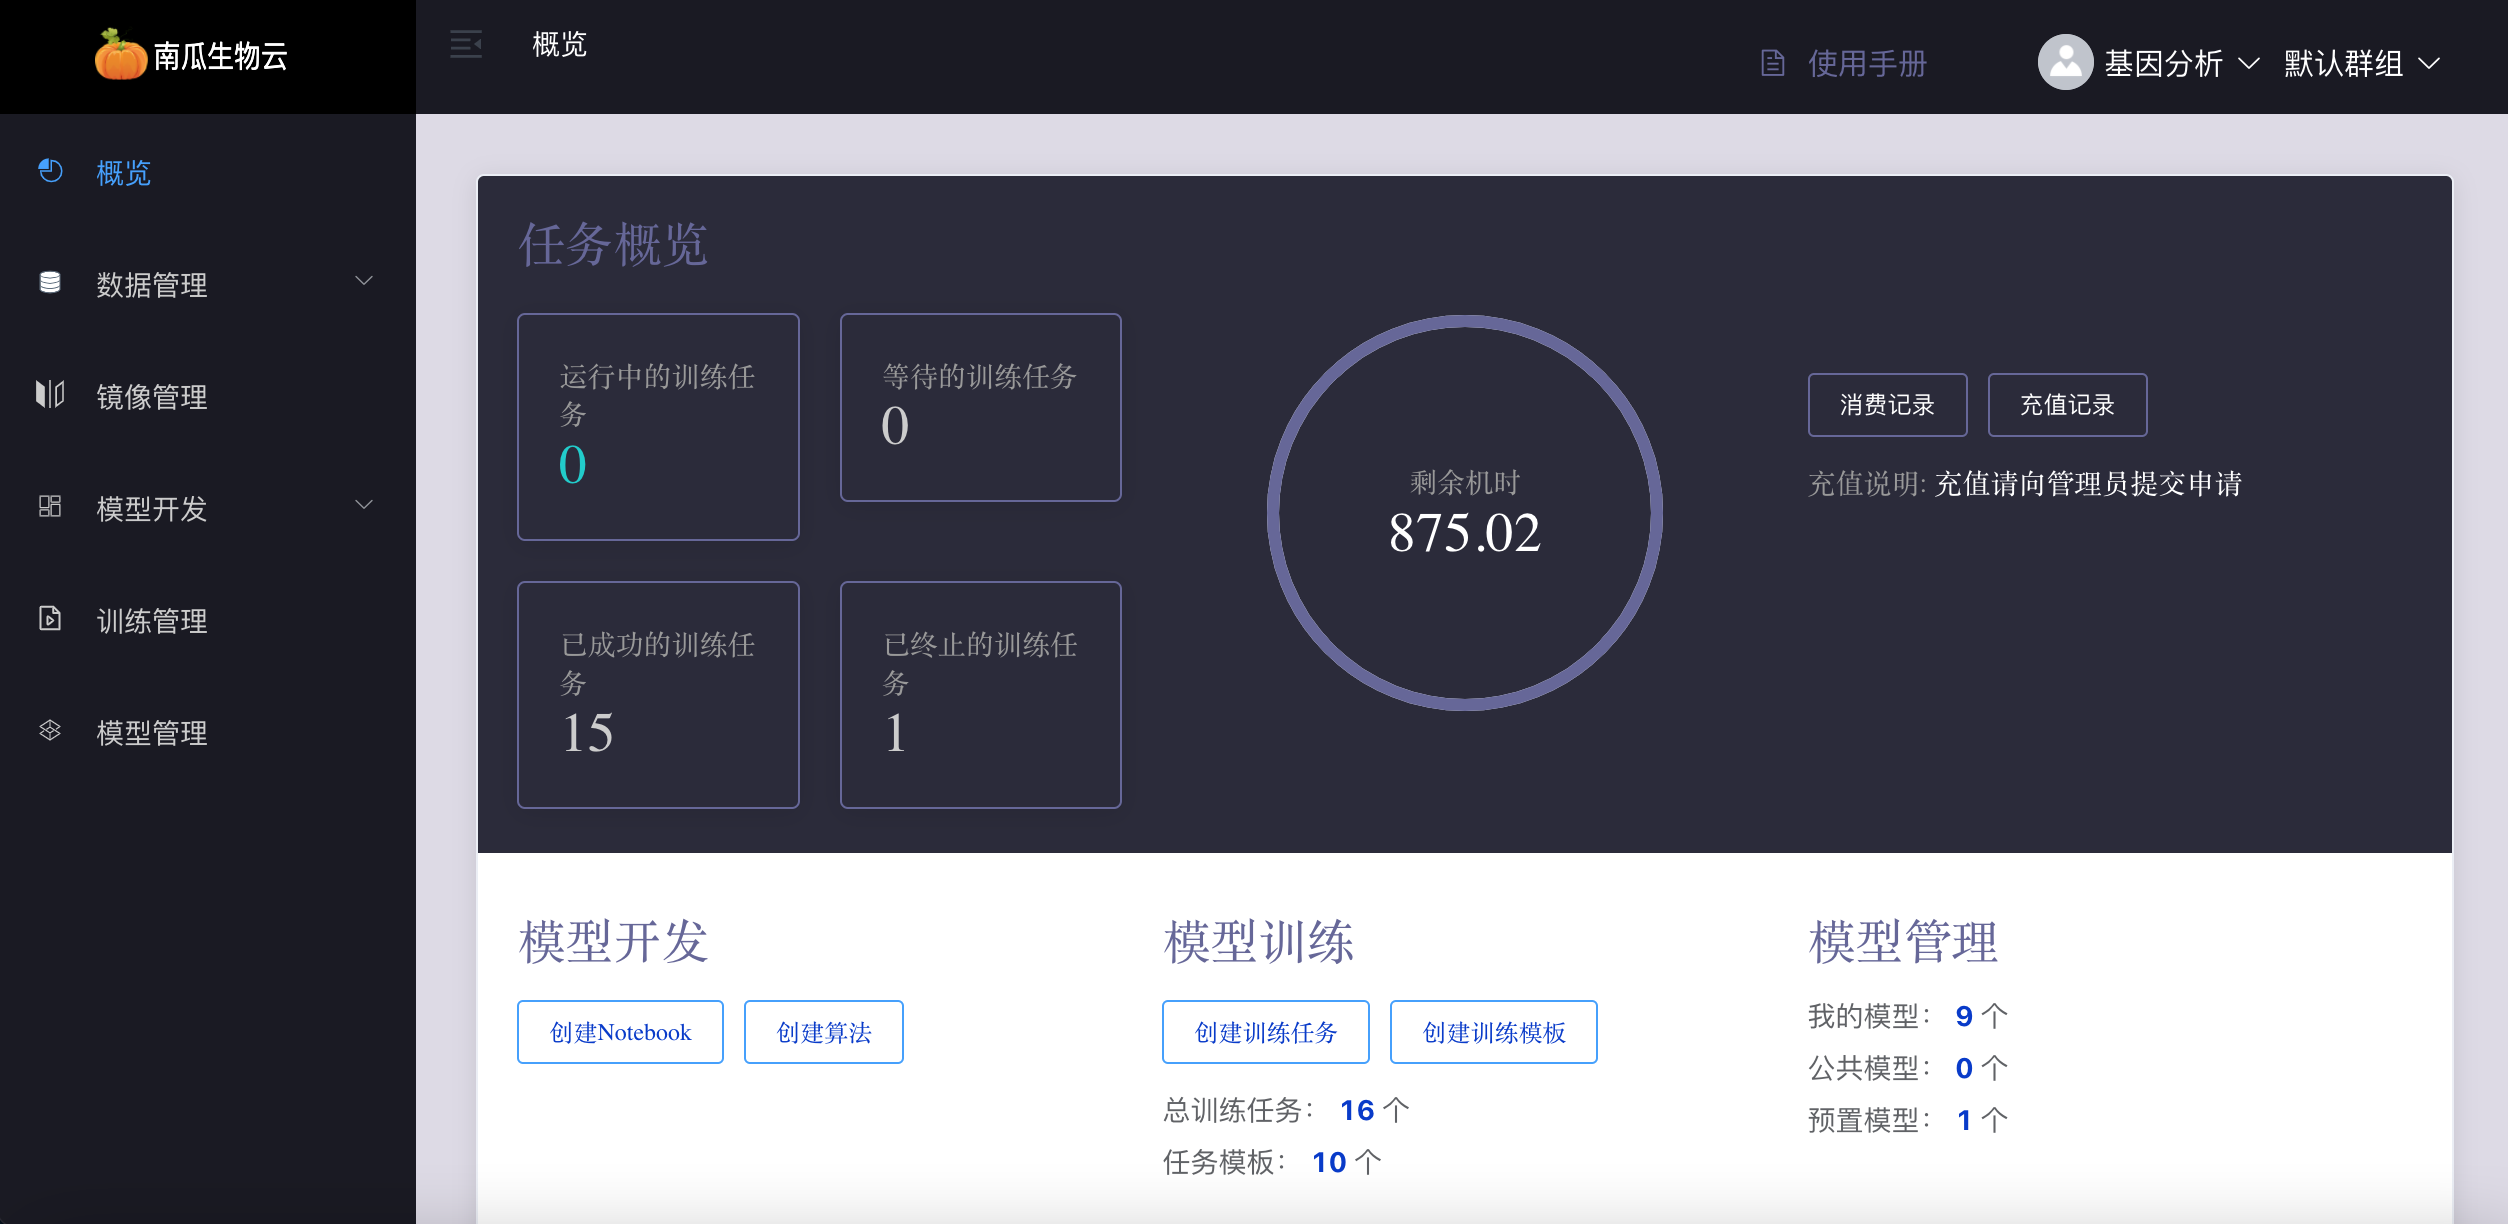 南瓜生物云
概览
使用手册
基因分析
默认群组
概览
数据管理
镜像管理
模型开发
训练管理
模型管理
任务概览
运行中的训练任
务
0
等待的训练任务
0
已成功的训练任
务
15
已终止的训练任
务
1
剩余机时
875.02
消费记录
充值记录
充值说明: 充值请向管理员提交申请
模型开发
创建Notebook
创建算法
模型训练
创建训练任务
创建训练模板
总训练任务： 16 个
任务模板： 10 个
模型管理
我的模型： 9 个
公共模型： 0 个
预置模型： 1 个